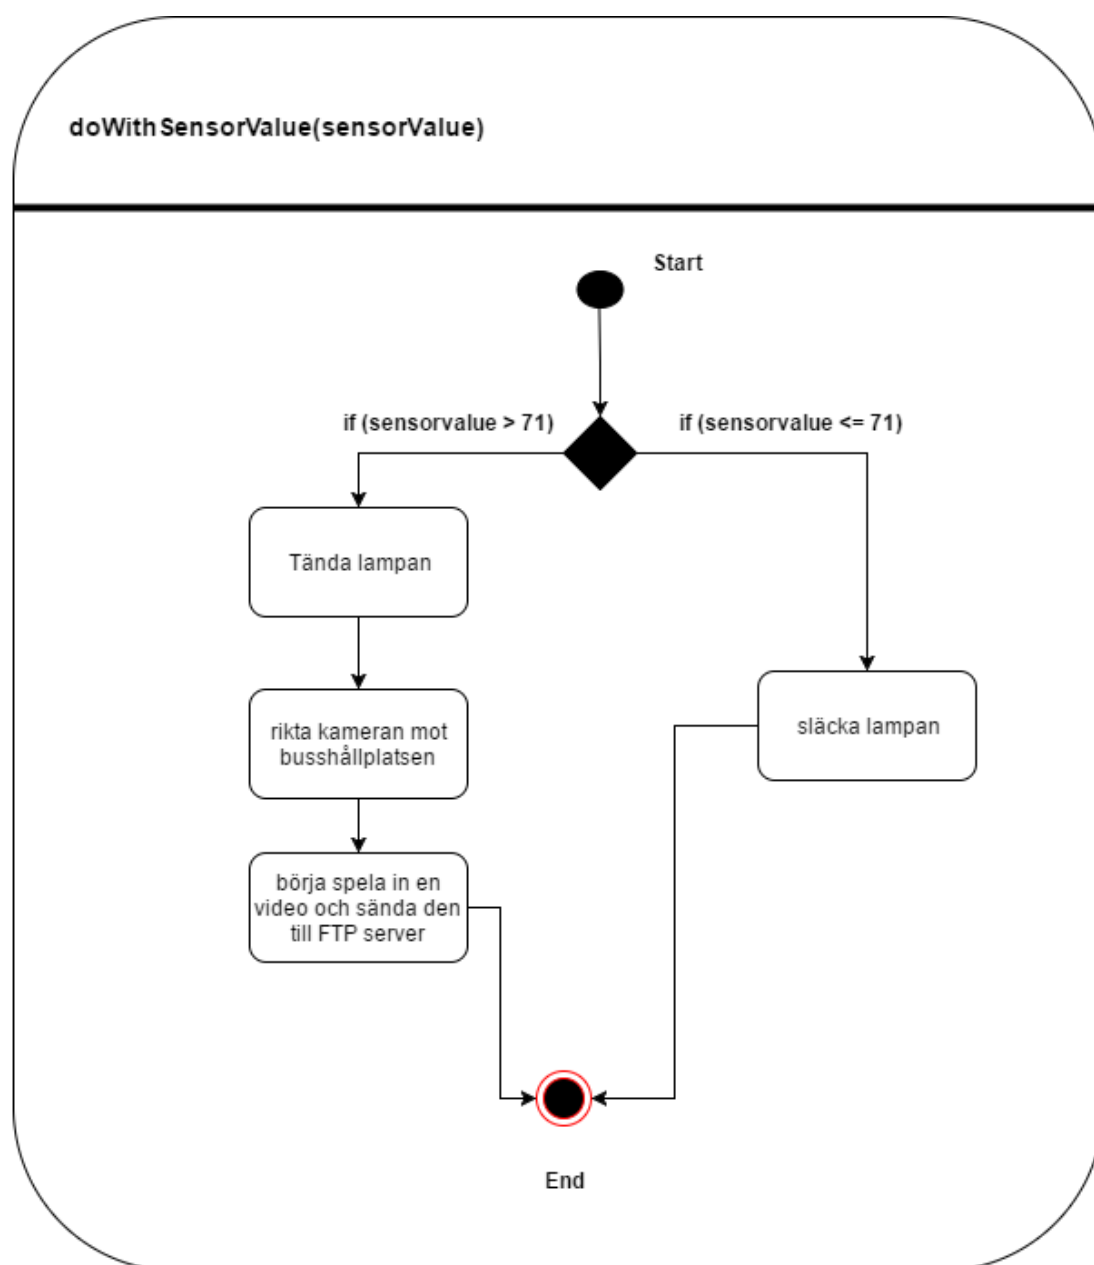 doWithSensorValue(sensorValue)
Start
if (sensorvalue > 71)
if (sensorvalue <= 71)
Tända lampan
rikta kameran mot
busshållplatsen
släcka lampan
börja spela in en
video och sända den
till FTP server
End